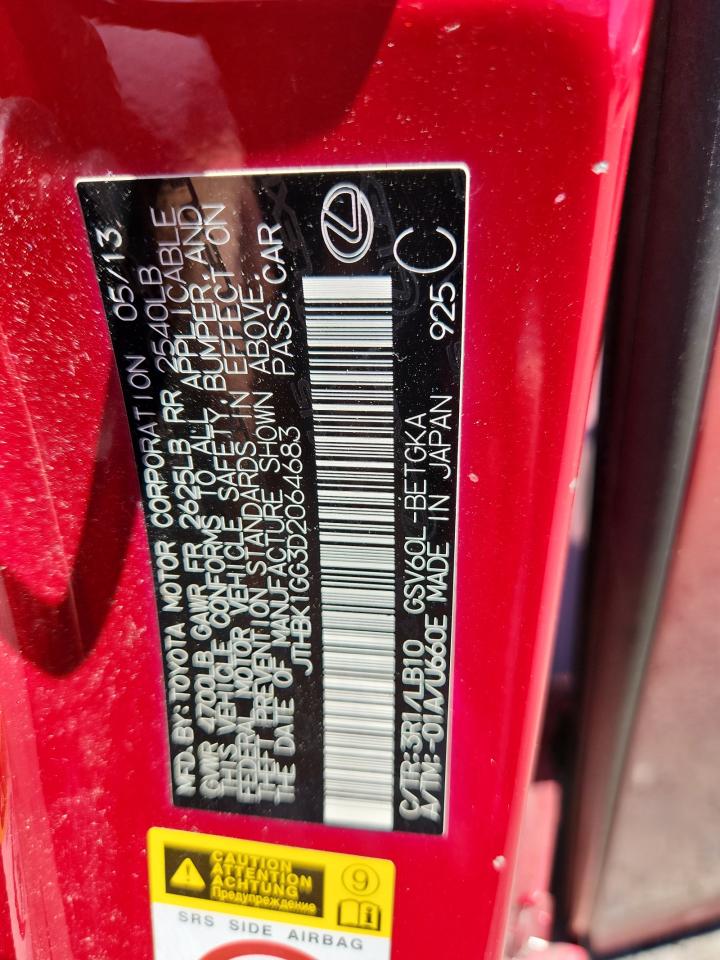 MFD.BY:TOYOTA MOTOR CORPORATION 05/13
GVWR 4700LB GAWR FR 2625LB RR 2540LB
THIS VEHICLE CONFORMS TO ALL APPLICABLE
FEDERAL MOTOR VEHICLE SAFETY,BUMPER,AND
THEFT PREVENTION STANDARDS IN EFFECT ON
THE DATE OF MANUFACTURE SHOWN ABOVE.
JTHBK1GG3D2064683 PASS.CAR
C/TR:3R1/LB10 GSV60L-BETGKA 925 C
A/TM:-01A/U660E MADE IN JAPAN
CAUTION
ATTENTION
ACHTUNG
Предупреждение
9
i
SRS SIDE AIRBAG